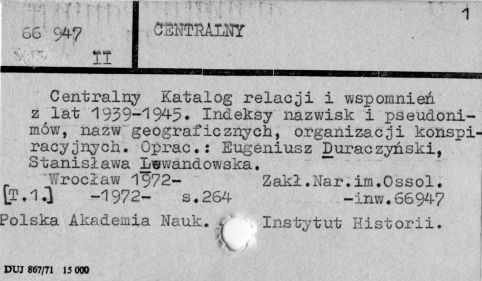 1
66 947
II
CENTRALNY
Centralny Katalog relacji i wspomnień
z lat 1939-1945. Indeksy nazwisk i pseudoni-
mów, nazw geograficznych, organizacji konspi-
racyjnych. Oprac.: Eugeniusz Duraczyński,
Stanisława Lewandowska.
Wrocław 1972- Zakł.Nar.im.Ossol.
[T.1.] -1972- s.264 -inw.66947
Polska Akademia Nauk. Instytut Historii.
DUJ 867/71 15 000